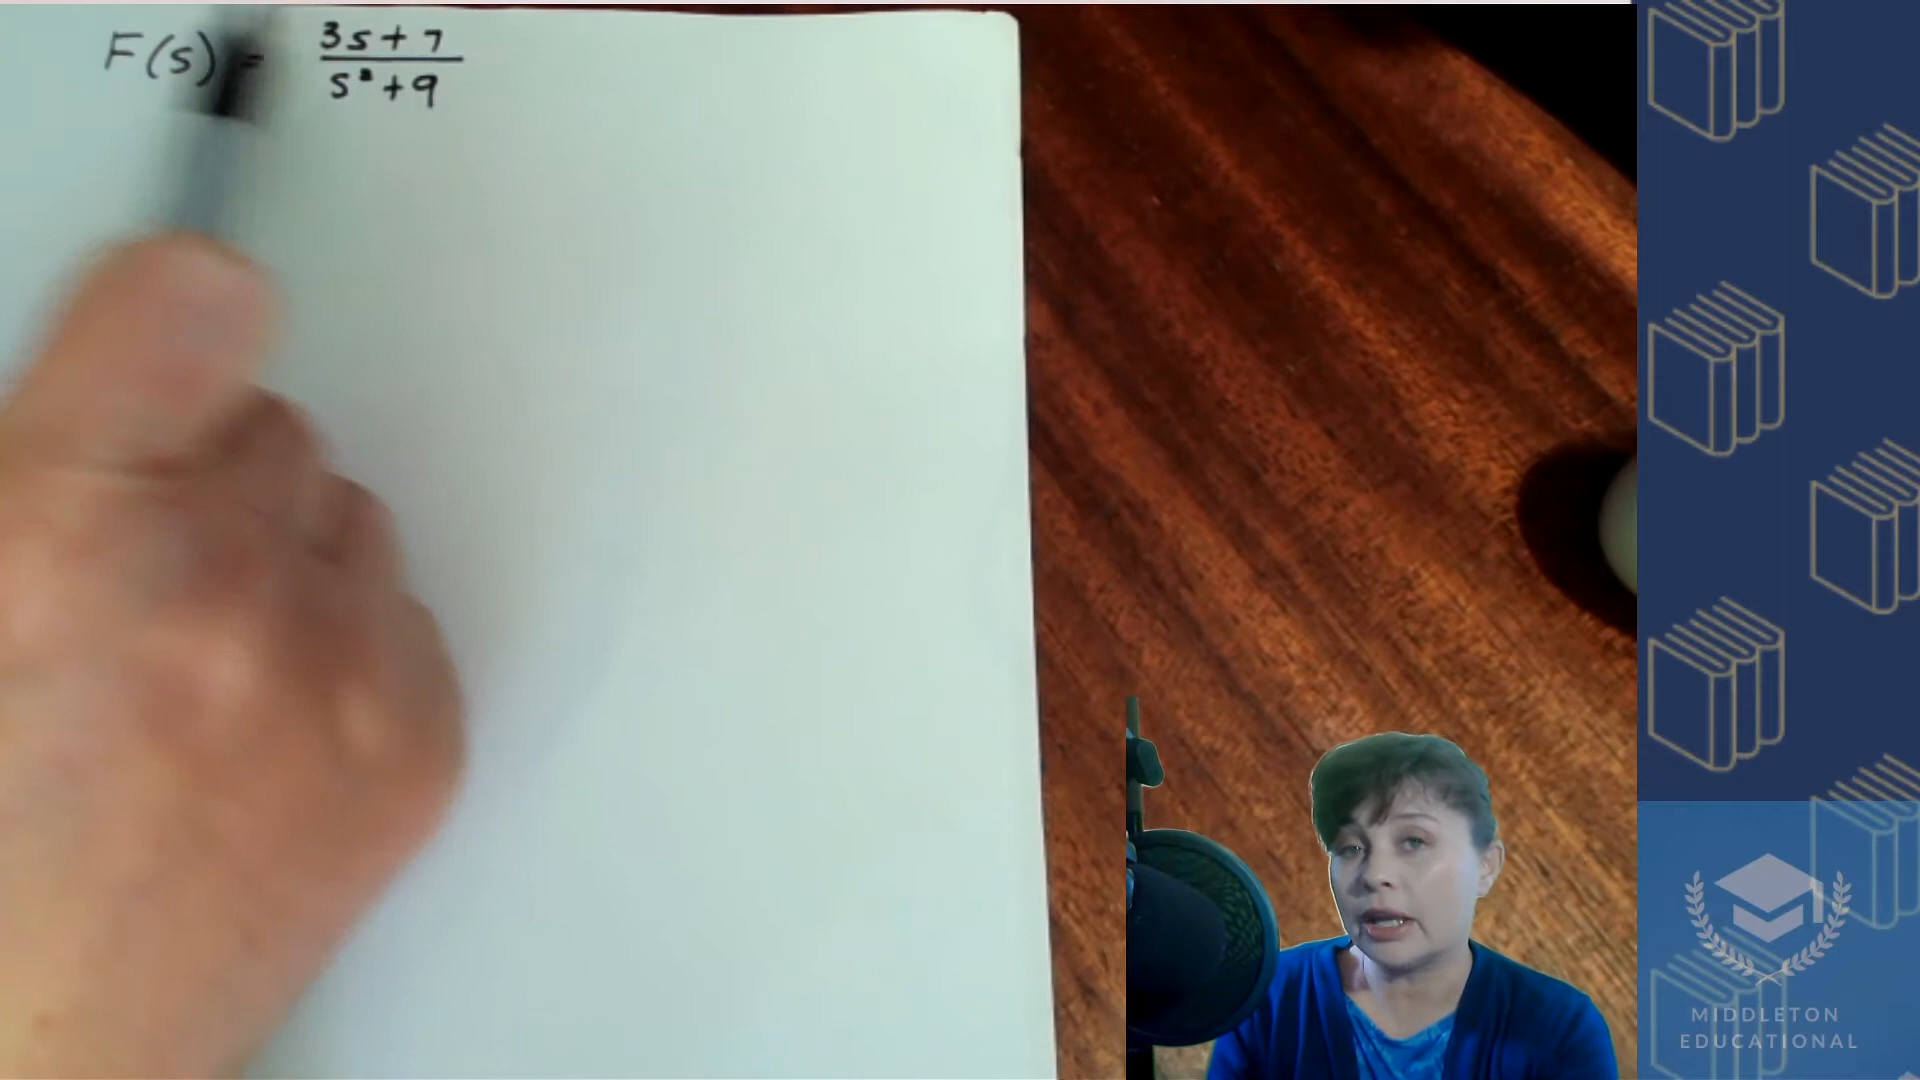 F(s) = 3s + 7
s² + 9
MIDDLETON
EDUCATIONAL